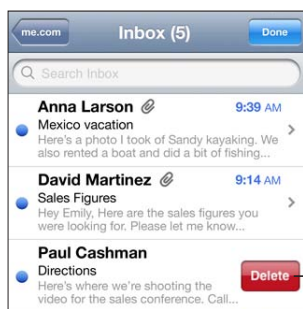 me.com
Inbox (5)
Done
Search Inbox
Anna Larson
9:39 AM
Mexico vacation
Here's a photo I took of Sandy kayaking. We
also rented a boat and did a bit of fishing...
David Martinez
9:14 AM
Sales Figures
Hey Emily, Here are the sales figures you
were looking for. Please let me know...
Paul Cashman
Directions
Delete
Here's where we're shooting the
video for the sales conference. Call...